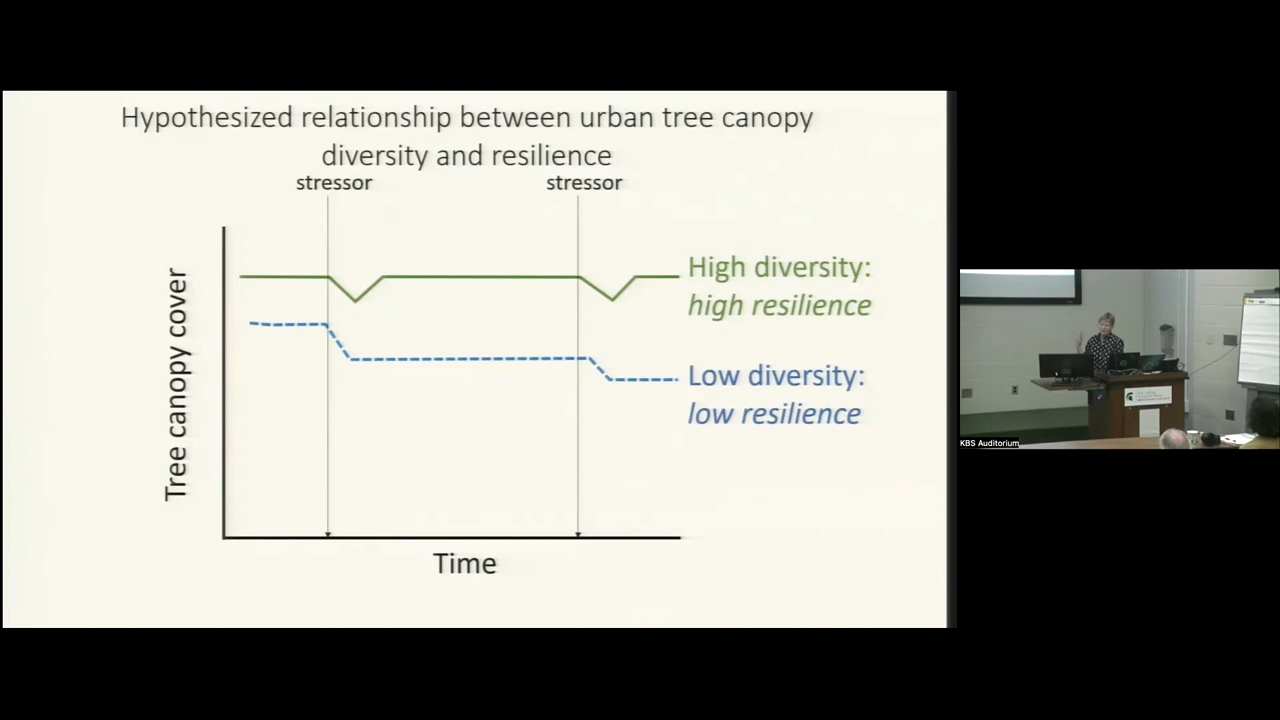 Hypothesized relationship between urban tree canopy
diversity and resilience
stressor
stressor
High diversity:
high resilience
Low diversity:
low resilience
Tree canopy cover
Time
KBS Auditorium